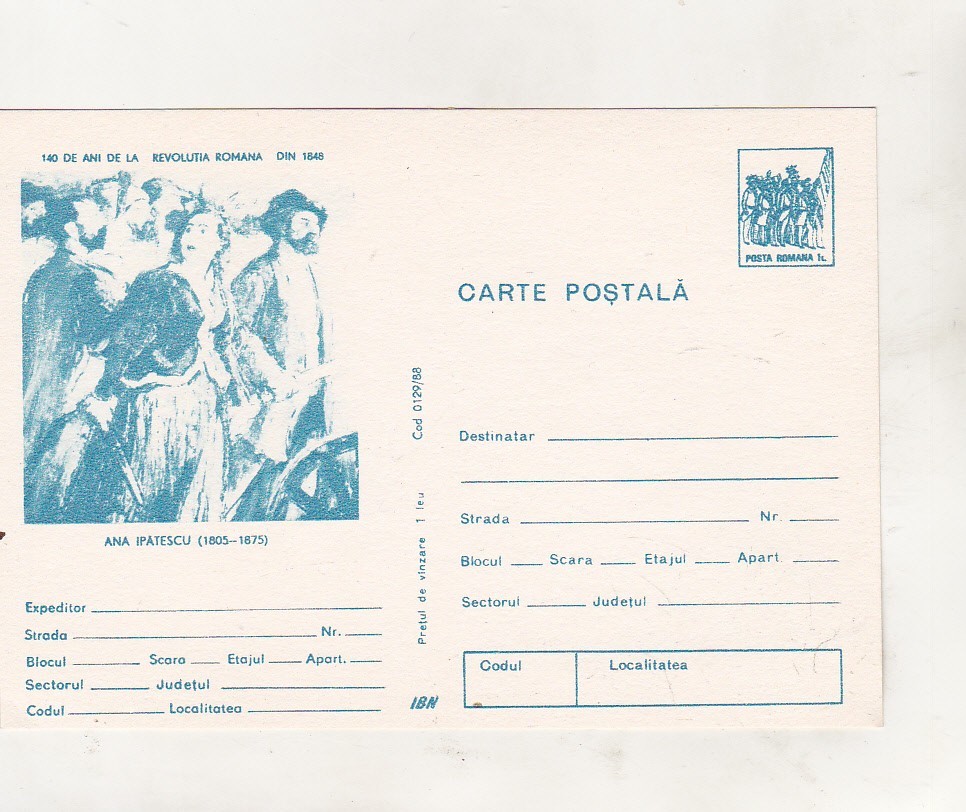 140 DE ANI DE LA REVOLUTIA ROMANA DIN 1848
ANA IPĂTESCU (1805--1875)
Expeditor
Strada Nr.
Blocul Scara Etajul Apart.
Sectorul Județul
Codul Localitatea
Cod 0129/88
Prețul de vînzare 1 leu
IBN
POSTA ROMANA 1L
CARTE POȘTALĂ
Destinatar
Strada Nr.
Blocul Scara Etajul Apart.
Sectorul Județul
Codul Localitatea